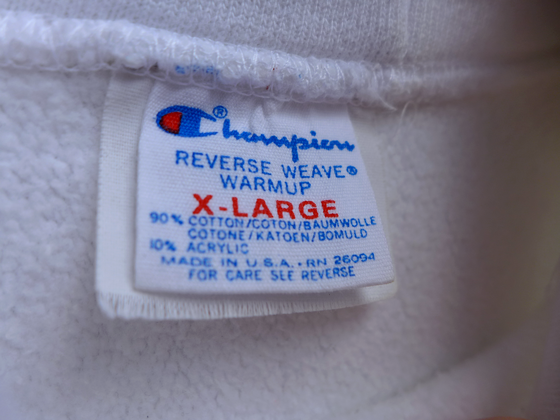 Champion®
REVERSE WEAVE®
WARMUP
X-LARGE
90% COTTON/COTON/BAUMWOLLE
COTONE/KATOEN/BOMULD
10% ACRYLIC
MADE IN U.S.A. • RN 26094
FOR CARE SEE REVERSE